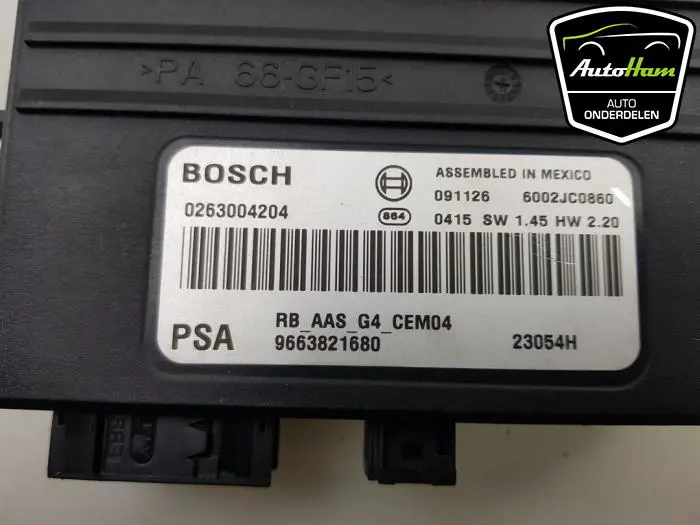 >PA 66-GF15<
AutoHam
AUTO
ONDERDELEN
BOSCH
ASSEMBLED IN MEXICO
091126 6002JC0860
0263004204
864 0415 SW 1.45 HW 2.20
PSA
RB_AAS_G4_CEM04
9663821680
23054H